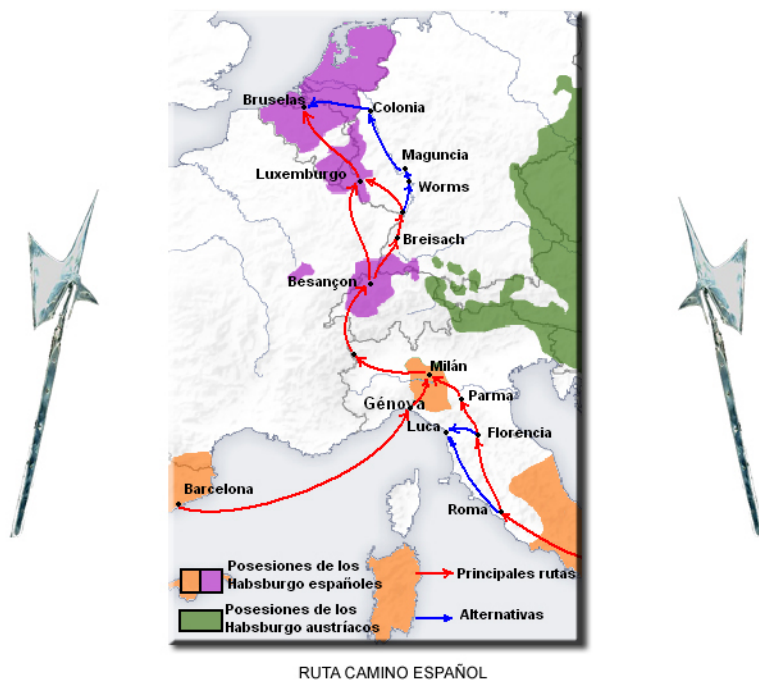 Bruselas
Colonia
Maguncia
Luxemburgo
Worms
Breisach
Besançon
Milán
Parma
Génova
Luca
Florencia
Barcelona
Roma
Posesiones de los
Habsburgo españoles
Principales rutas
Posesiones de los
Habsburgo austríacos
Alternativas
RUTA CAMINO ESPAÑOL